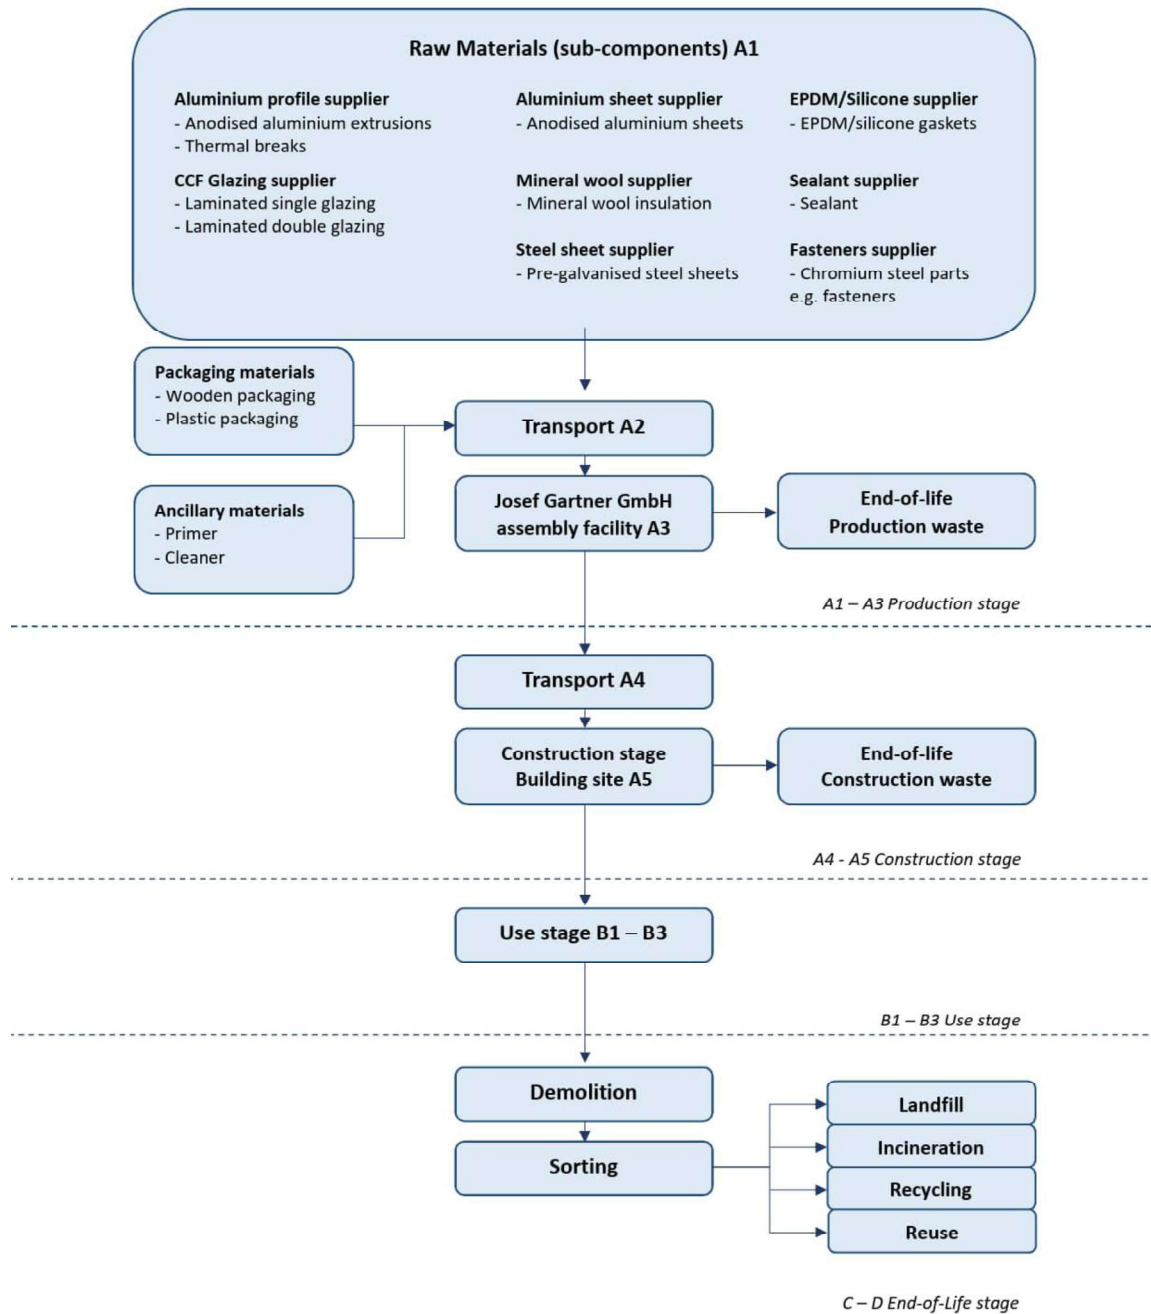 Raw Materials (sub-components) A1
Aluminium profile supplier
- Anodised aluminium extrusions
- Thermal breaks
CCF Glazing supplier
- Laminated single glazing
- Laminated double glazing
Aluminium sheet supplier
- Anodised aluminium sheets
Mineral wool supplier
- Mineral wool insulation
Steel sheet supplier
- Pre-galvanised steel sheets
EPDM/Silicone supplier
- EPDM/silicone gaskets
Sealant supplier
- Sealant
Fasteners supplier
- Chromium steel parts
e.g. fasteners
Packaging materials
- Wooden packaging
- Plastic packaging
Transport A2
Ancillary materials
- Primer
- Cleaner
Josef Gartner GmbH
assembly facility A3
End-of-life
Production waste
A1 – A3 Production stage
Transport A4
Construction stage
Building site A5
End-of-life
Construction waste
A4 - A5 Construction stage
Use stage B1 – B3
B1 – B3 Use stage
Demolition
Sorting
Landfill
Incineration
Recycling
Reuse
C – D End-of-Life stage